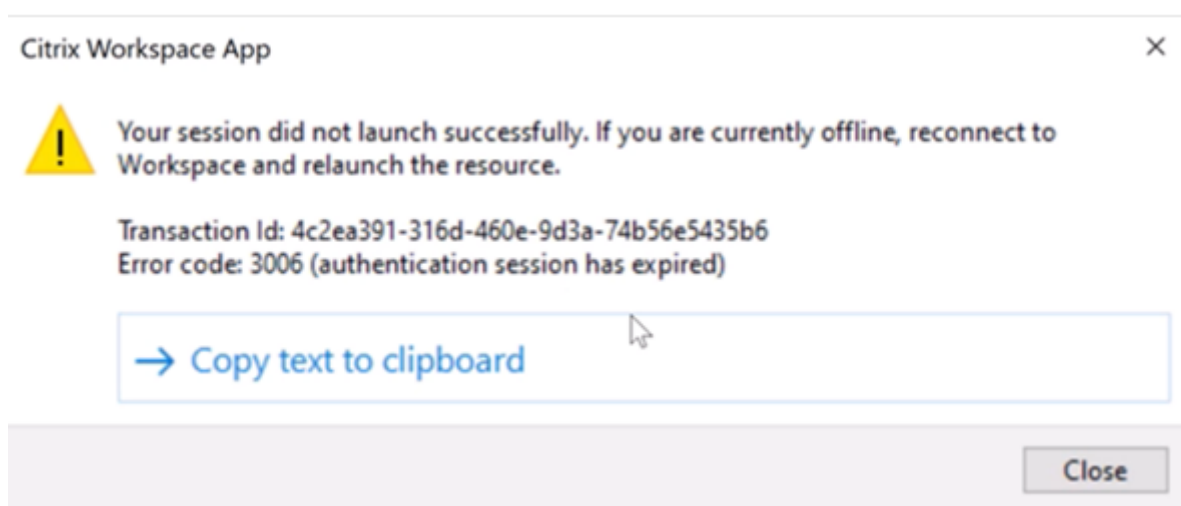 Citrix Workspace App
Your session did not launch successfully. If you are currently offline, reconnect to
Workspace and relaunch the resource.
Transaction Id: 4c2ea391-316d-460e-9d3a-74b56e5435b6
Error code: 3006 (authentication session has expired)
Copy text to clipboard
Close